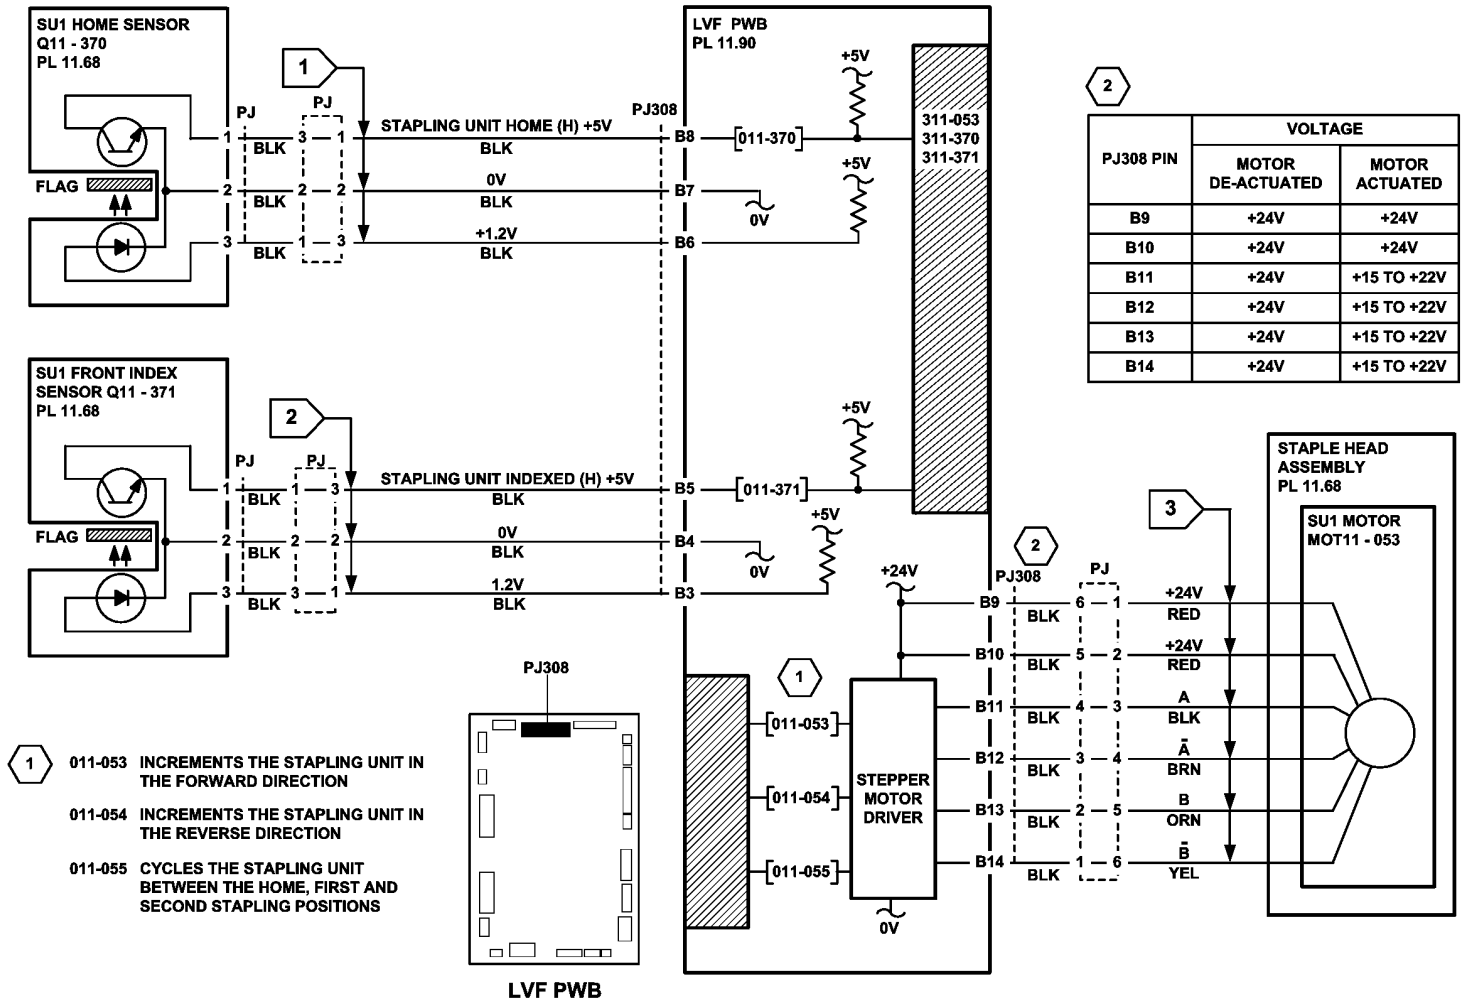 SU1 HOME SENSOR
Q11 - 370
PL 11.68
FLAG
PJ
1
2
3
BLK
BLK
BLK
PJ
3 1
2 2
1 3
1
STAPLING UNIT HOME (H) +5V
BLK
0V
BLK
+1.2V
BLK
PJ308
B8
B7
B6
LVF PWB
PL 11.90
011-370
+5V
+5V
0V
311-053
311-370
311-371
2
PJ308 PIN
VOLTAGE
MOTOR DE-ACTUATED
MOTOR ACTUATED
B9 +24V +24V
B10 +24V +24V
B11 +24V +15 TO +22V
B12 +24V +15 TO +22V
B13 +24V +15 TO +22V
B14 +24V +15 TO +22V
SU1 FRONT INDEX
SENSOR Q11 - 371
PL 11.68
FLAG
PJ
1
2
3
BLK
BLK
BLK
PJ
1 3
2 2
3 1
2
STAPLING UNIT INDEXED (H) +5V
BLK
0V
BLK
1.2V
BLK
B5
B4
B3
011-371
+5V
+5V
0V
+24V
STEPPER
MOTOR
DRIVER
0V
1
011-053
011-054
011-055
2
PJ308
PJ
B9 BLK 6 1 +24V RED
B10 BLK 5 2 +24V RED
B11 BLK 4 3 A BLK
B12 BLK 3 4 Ā BRN
B13 BLK 2 5 B ORN
B14 BLK 1 6 B̄ YEL
3
STAPLE HEAD
ASSEMBLY
PL 11.68
SU1 MOTOR
MOT11 - 053
1
011-053 INCREMENTS THE STAPLING UNIT IN
THE FORWARD DIRECTION
011-054 INCREMENTS THE STAPLING UNIT IN
THE REVERSE DIRECTION
011-055 CYCLES THE STAPLING UNIT
BETWEEN THE HOME, FIRST AND
SECOND STAPLING POSITIONS
PJ308
LVF PWB